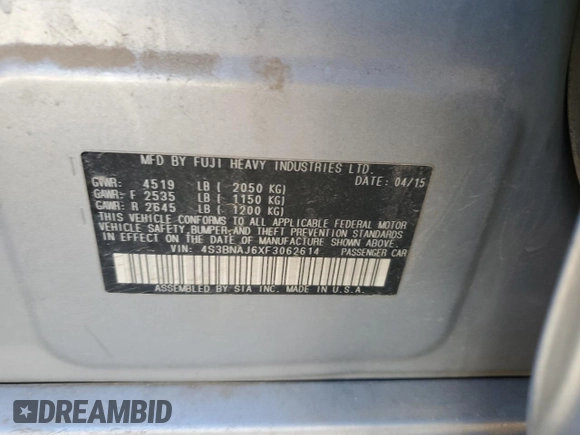 MFD BY FUJI HEAVY INDUSTRIES LTD.
GVWR: 4519 LB ( 2050 KG) DATE: 04/15
GAWR: F 2535 LB ( 1150 KG)
GAWR: R 2645 LB ( 1200 KG)
THIS VEHICLE CONFORMS TO ALL APPLICABLE FEDERAL MOTOR
VEHICLE SAFETY,BUMPER,AND THEFT PREVENTION STANDARDS
IN EFFECT ON THE DATE OF MANUFACTURE SHOWN ABOVE.
VIN: 4S3BNAJ6XF3062614 PASSENGER CAR
ASSEMBLED BY SIA INC. MADE IN U.S.A.
DREAMBID